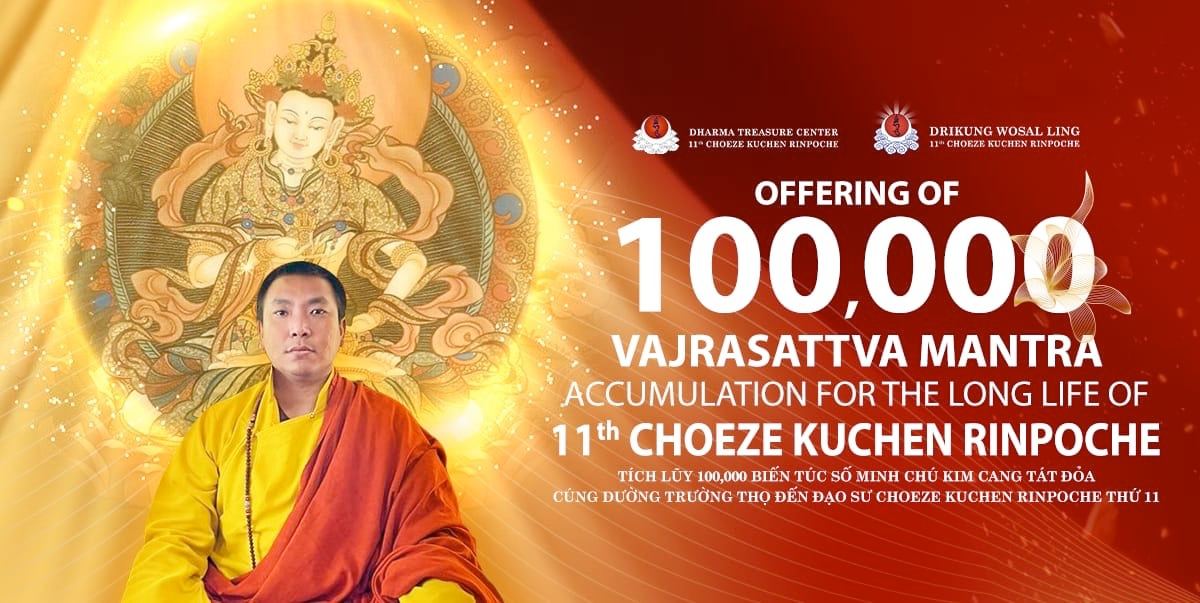 DHARMA TREASURE CENTER
11th CHOEZE KUCHEN RINPOCHE
DRIKUNG WOSAL LING
11th CHOEZE KUCHEN RINPOCHE
OFFERING OF
100,000
VAJRASATTVA MANTRA
ACCUMULATION FOR THE LONG LIFE OF
11th CHOEZE KUCHEN RINPOCHE
TÍCH LŨY 100,000 BIẾN TÚC SỐ MINH CHÚ KIM CANG TÁT ĐỎA
CÚNG DƯỜNG TRƯỜNG THỌ ĐẾN ĐẠO SƯ CHOEZE KUCHEN RINPOCHE THỨ 11